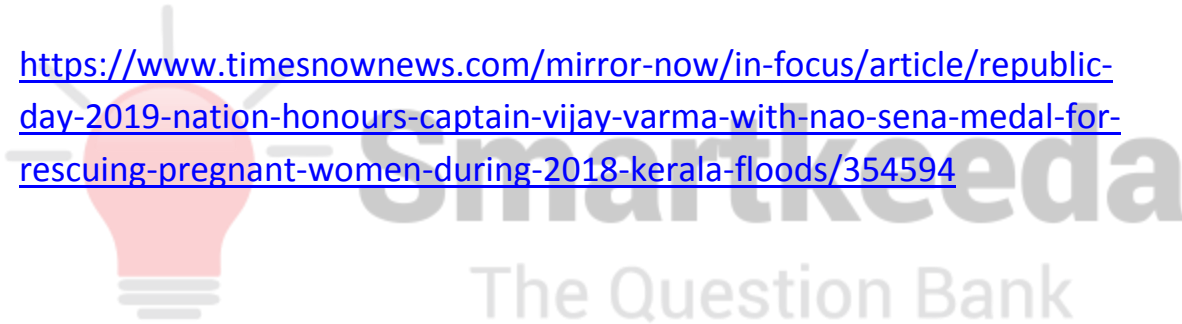 https://www.timesnownews.com/mirror-now/in-focus/article/republic-
day-2019-nation-honours-captain-vijay-varma-with-nao-sena-medal-for-
rescuing-pregnant-women-during-2018-kerala-floods/354594
Smartkeeda
The Question Bank